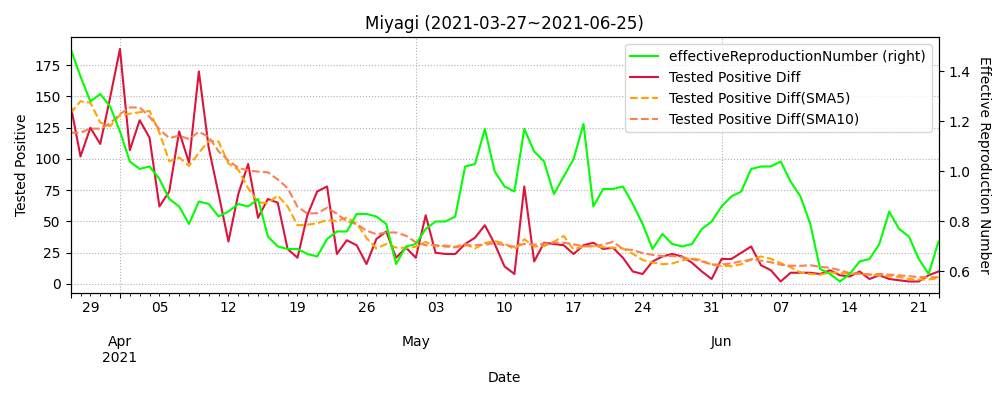 Miyagi (2021-03-27~2021-06-25)
effectiveReproductionNumber (right)
Tested Positive Diff
Tested Positive Diff(SMA5)
Tested Positive Diff(SMA10)
Tested Positive
175
150
125
100
75
50
25
0
1.4
1.2
1.0
0.8
0.6
Effective Reproduction Number
29 05 12 19 26 03 10 17 24 31 07 14 21
Apr May Jun
2021
Date